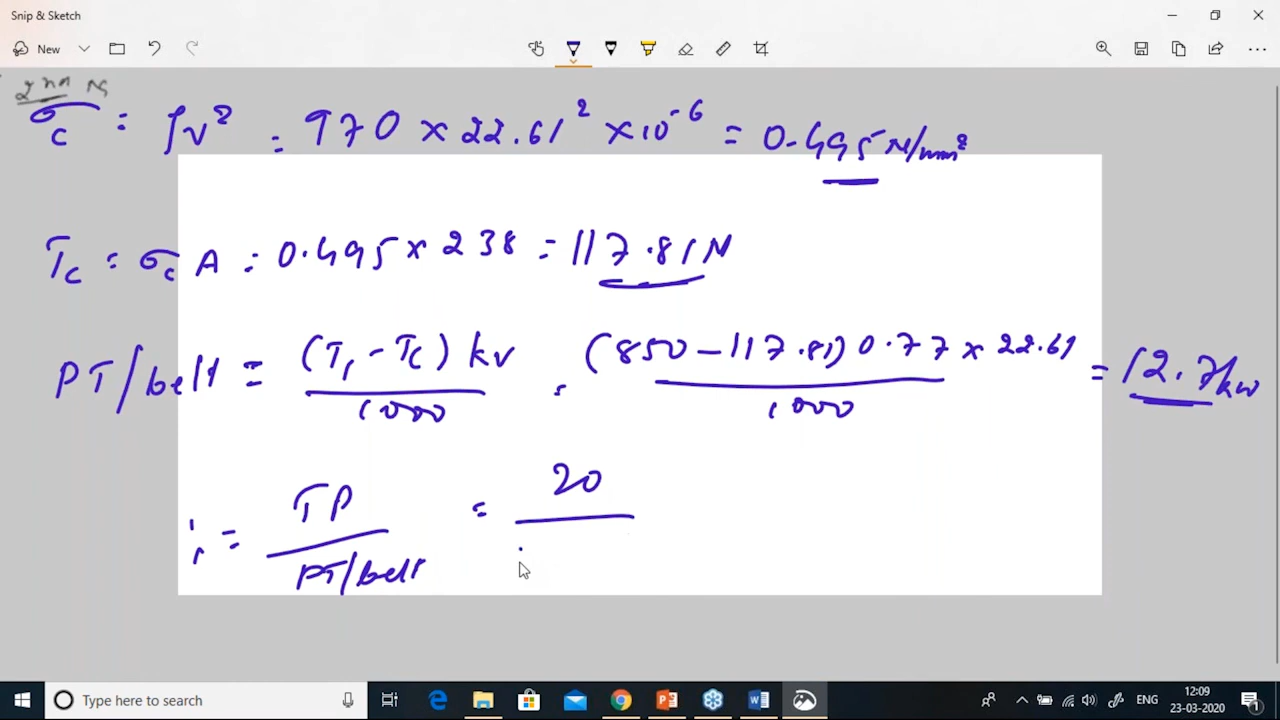 Snip & Sketch
New
2nd N
σc = ρv² = 970 × 22.61² × 10⁻⁶ = 0.495 N/mm²
Tc = σc A = 0.495 × 238 = 117.81 N
PT/belt = (T₁ - Tc) kv / 1000 = (850 - 117.81) 0.77 × 22.61 / 1000 = 12.7 kw
i = TP / PT/belt = 20 /
Type here to search
ENG
12:09
23-03-2020